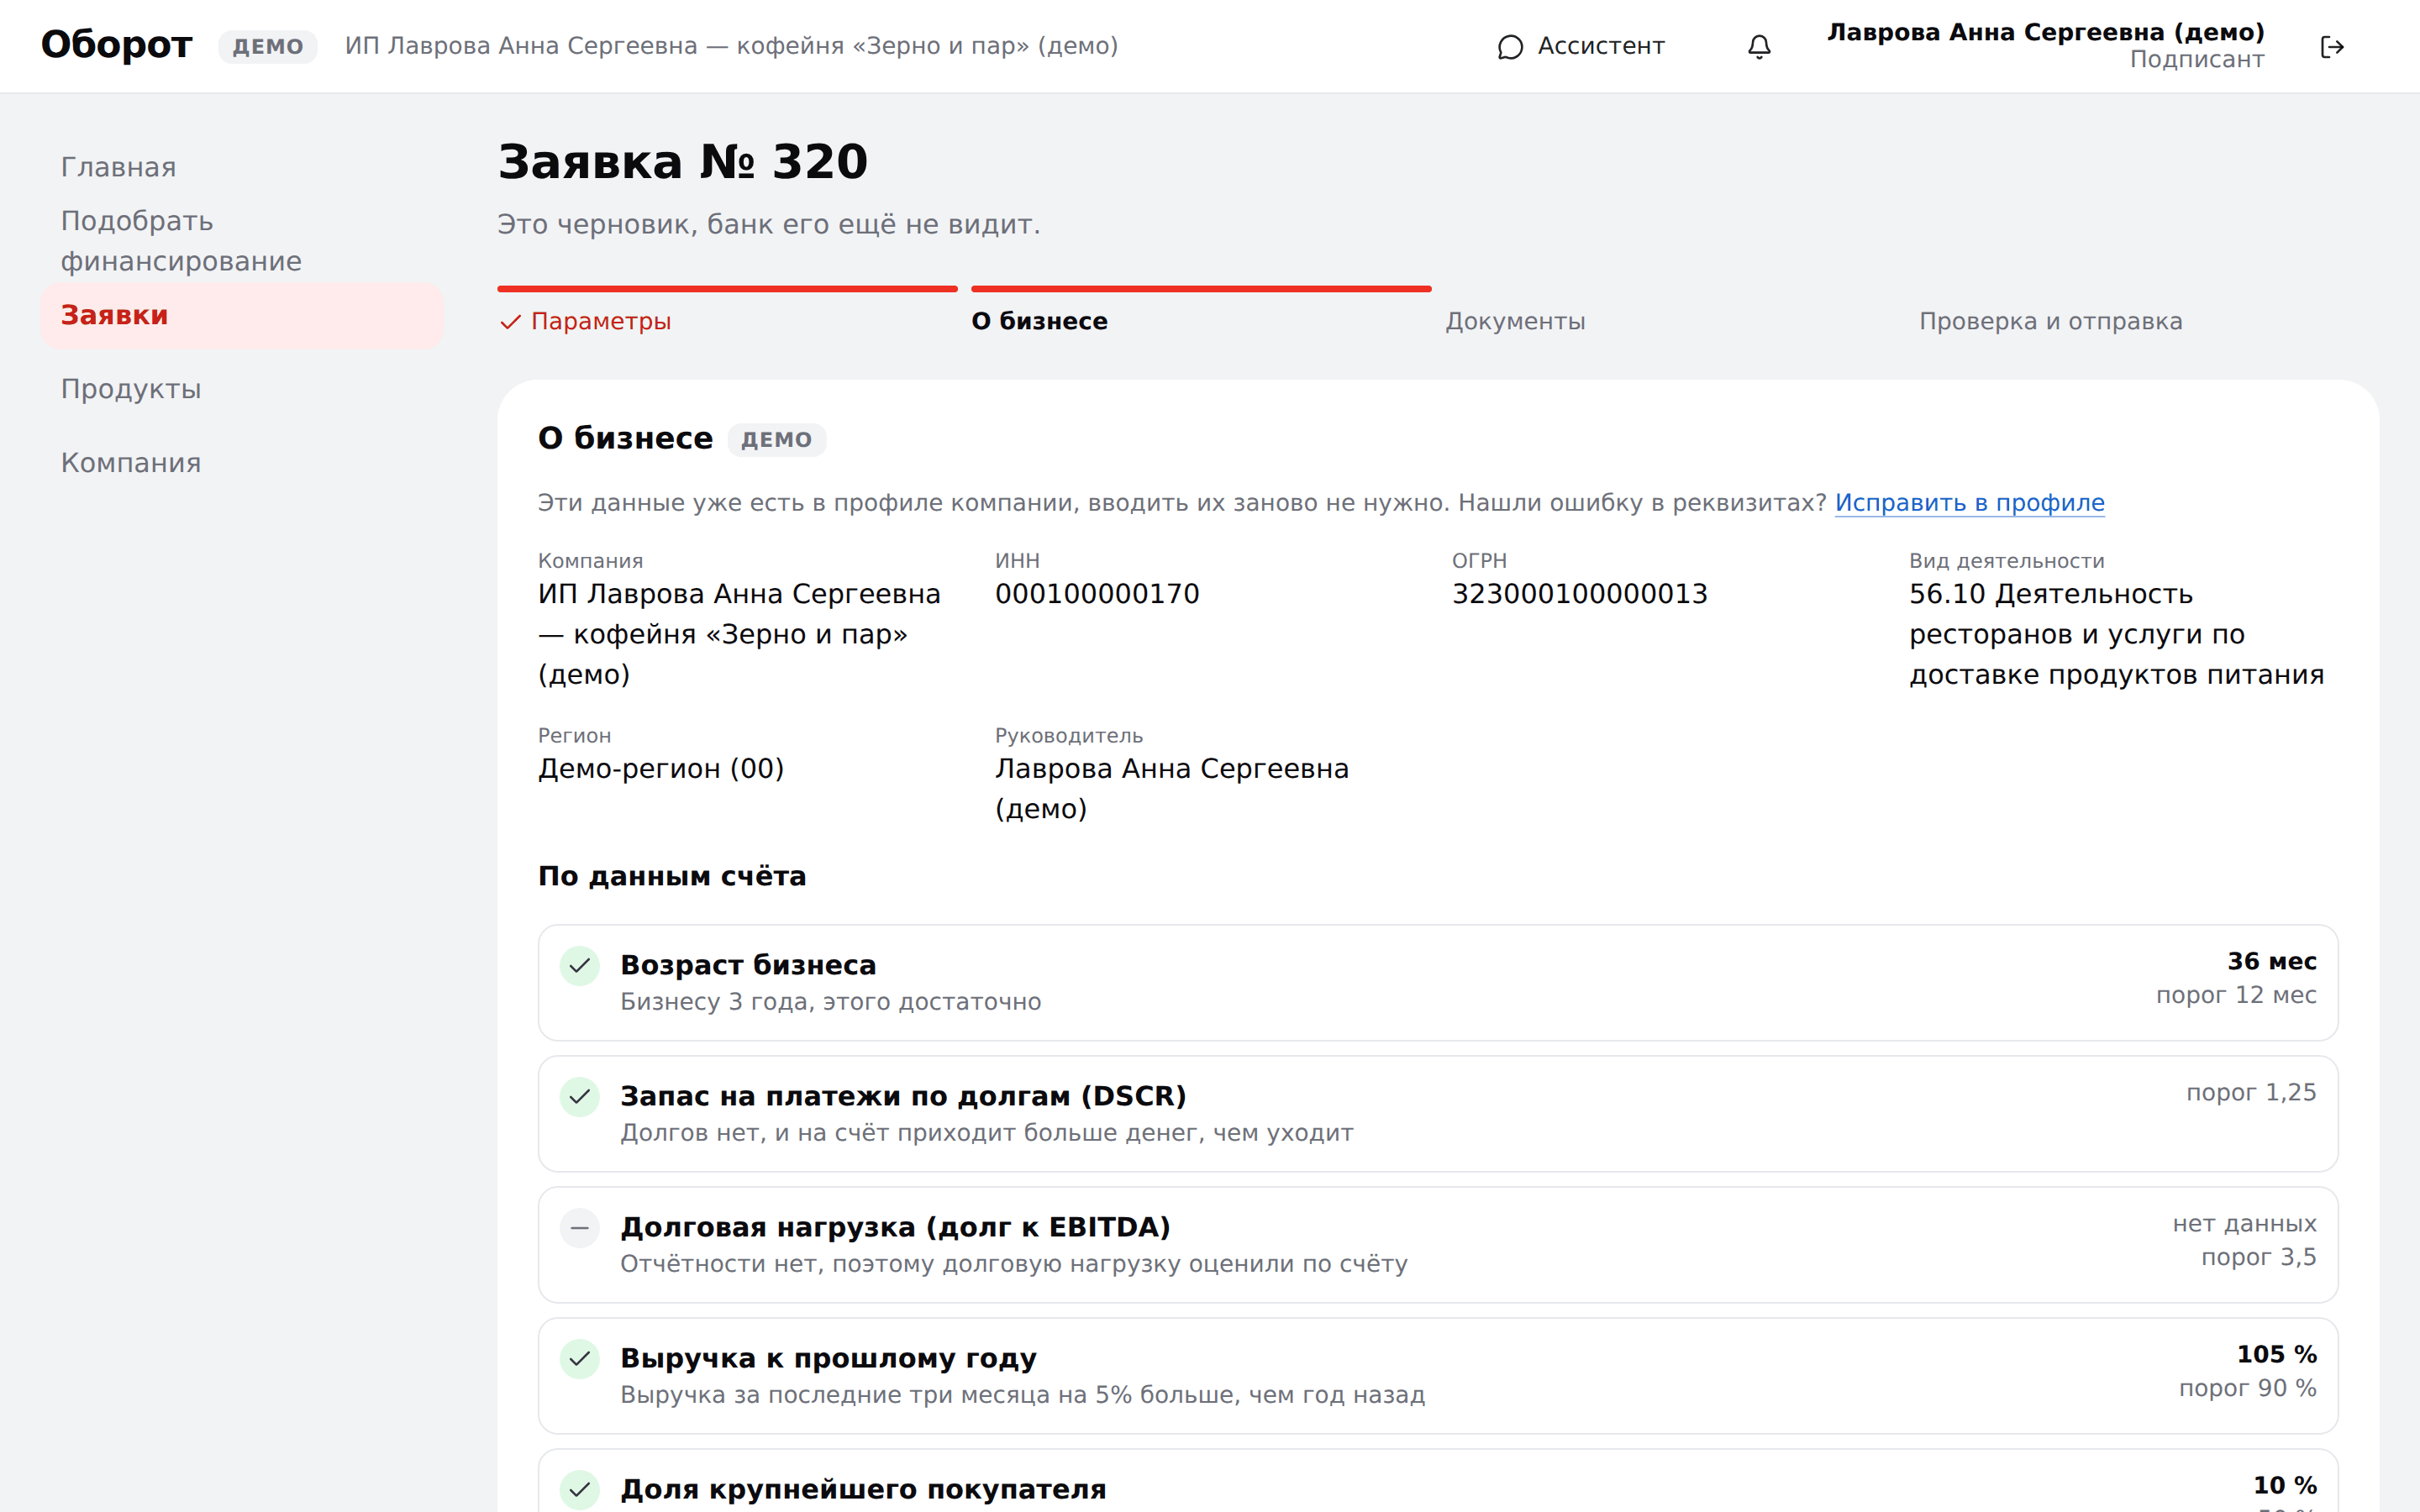 Оборот
ДЕМО
ИП Лаврова Анна Сергеевна — кофейня «Зерно и пар» (демо)
Ассистент
Лаврова Анна Сергеевна (демо)
Подписант
Главная
Подобрать
финансирование
Заявки
Продукты
Компания
Заявка № 320
Это черновик, банк его ещё не видит.
Параметры
О бизнесе
Документы
Проверка и отправка
О бизнесе
ДЕМО
Эти данные уже есть в профиле компании, вводить их заново не нужно. Нашли ошибку в реквизитах? Исправить в профиле
Компания
ИП Лаврова Анна Сергеевна
— кофейня «Зерно и пар»
(демо)
ИНН
000100000170
ОГРН
323000100000013
Вид деятельности
56.10 Деятельность
ресторанов и услуги по
доставке продуктов питания
Регион
Демо-регион (00)
Руководитель
Лаврова Анна Сергеевна
(демо)
По данным счёта
Возраст бизнеса
Бизнесу 3 года, этого достаточно
36 мес
порог 12 мес
Запас на платежи по долгам (DSCR)
Долгов нет, и на счёт приходит больше денег, чем уходит
порог 1,25
Долговая нагрузка (долг к EBITDA)
Отчётности нет, поэтому долговую нагрузку оценили по счёту
нет данных
порог 3,5
Выручка к прошлому году
Выручка за последние три месяца на 5% больше, чем год назад
105 %
порог 90 %
Доля крупнейшего покупателя
10 %